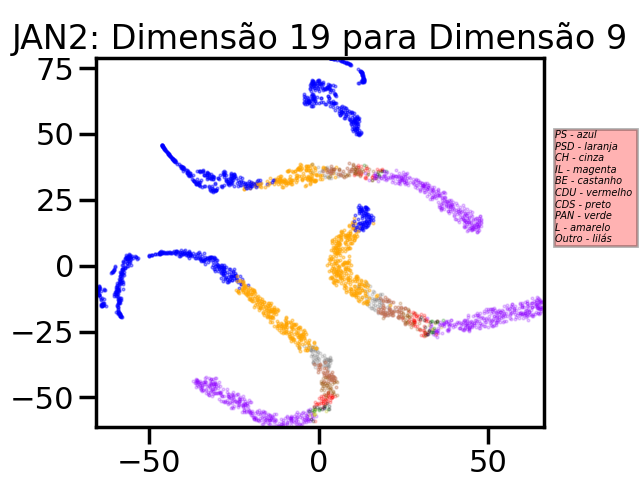 JAN2: Dimensão 19 para Dimensão 9
75
50
25
0
−25
−50
−50
0
50
PS - azul
PSD - laranja
CH - cinza
IL - magenta
BE - castanho
CDU - vermelho
CDS - preto
PAN - verde
L - amarelo
Outro - lilás